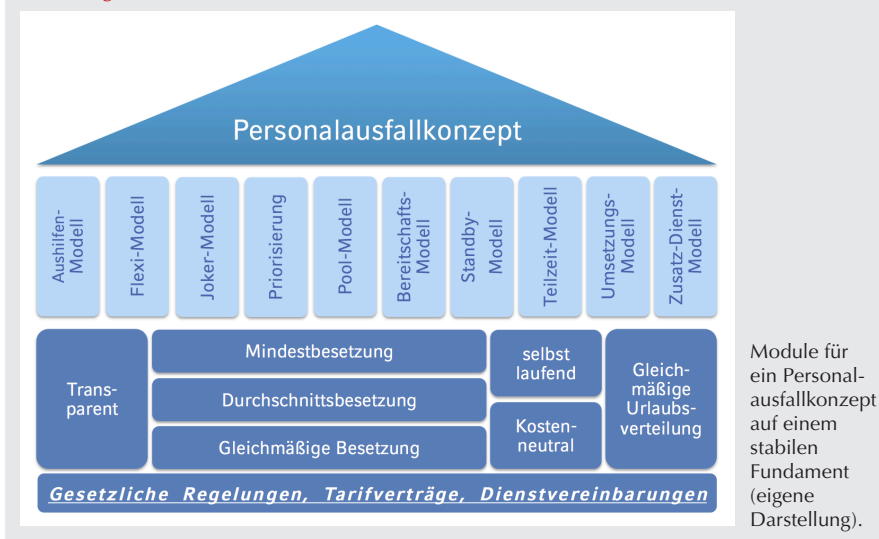 Personalausfallkonzept
Aushilfen-
Modell
Flexi-Modell
Joker-Modell
Priorisierung
Pool-Modell
Bereitschafts-
Modell
Standby-
Modell
Teilzeit-Modell
Umsetzungs-
Modell
Zusatz-Dienst-
Modell
Trans-
parent
Mindestbesetzung
Durchschnittsbesetzung
Gleichmäßige Besetzung
selbst
laufend
Kosten-
neutral
Gleich-
mäßige
Urlaubs-
verteilung
Gesetzliche Regelungen, Tarifverträge, Dienstvereinbarungen
Module für
ein Personal-
ausfallkonzept
auf einem
stabilen
Fundament
(eigene
Darstellung).